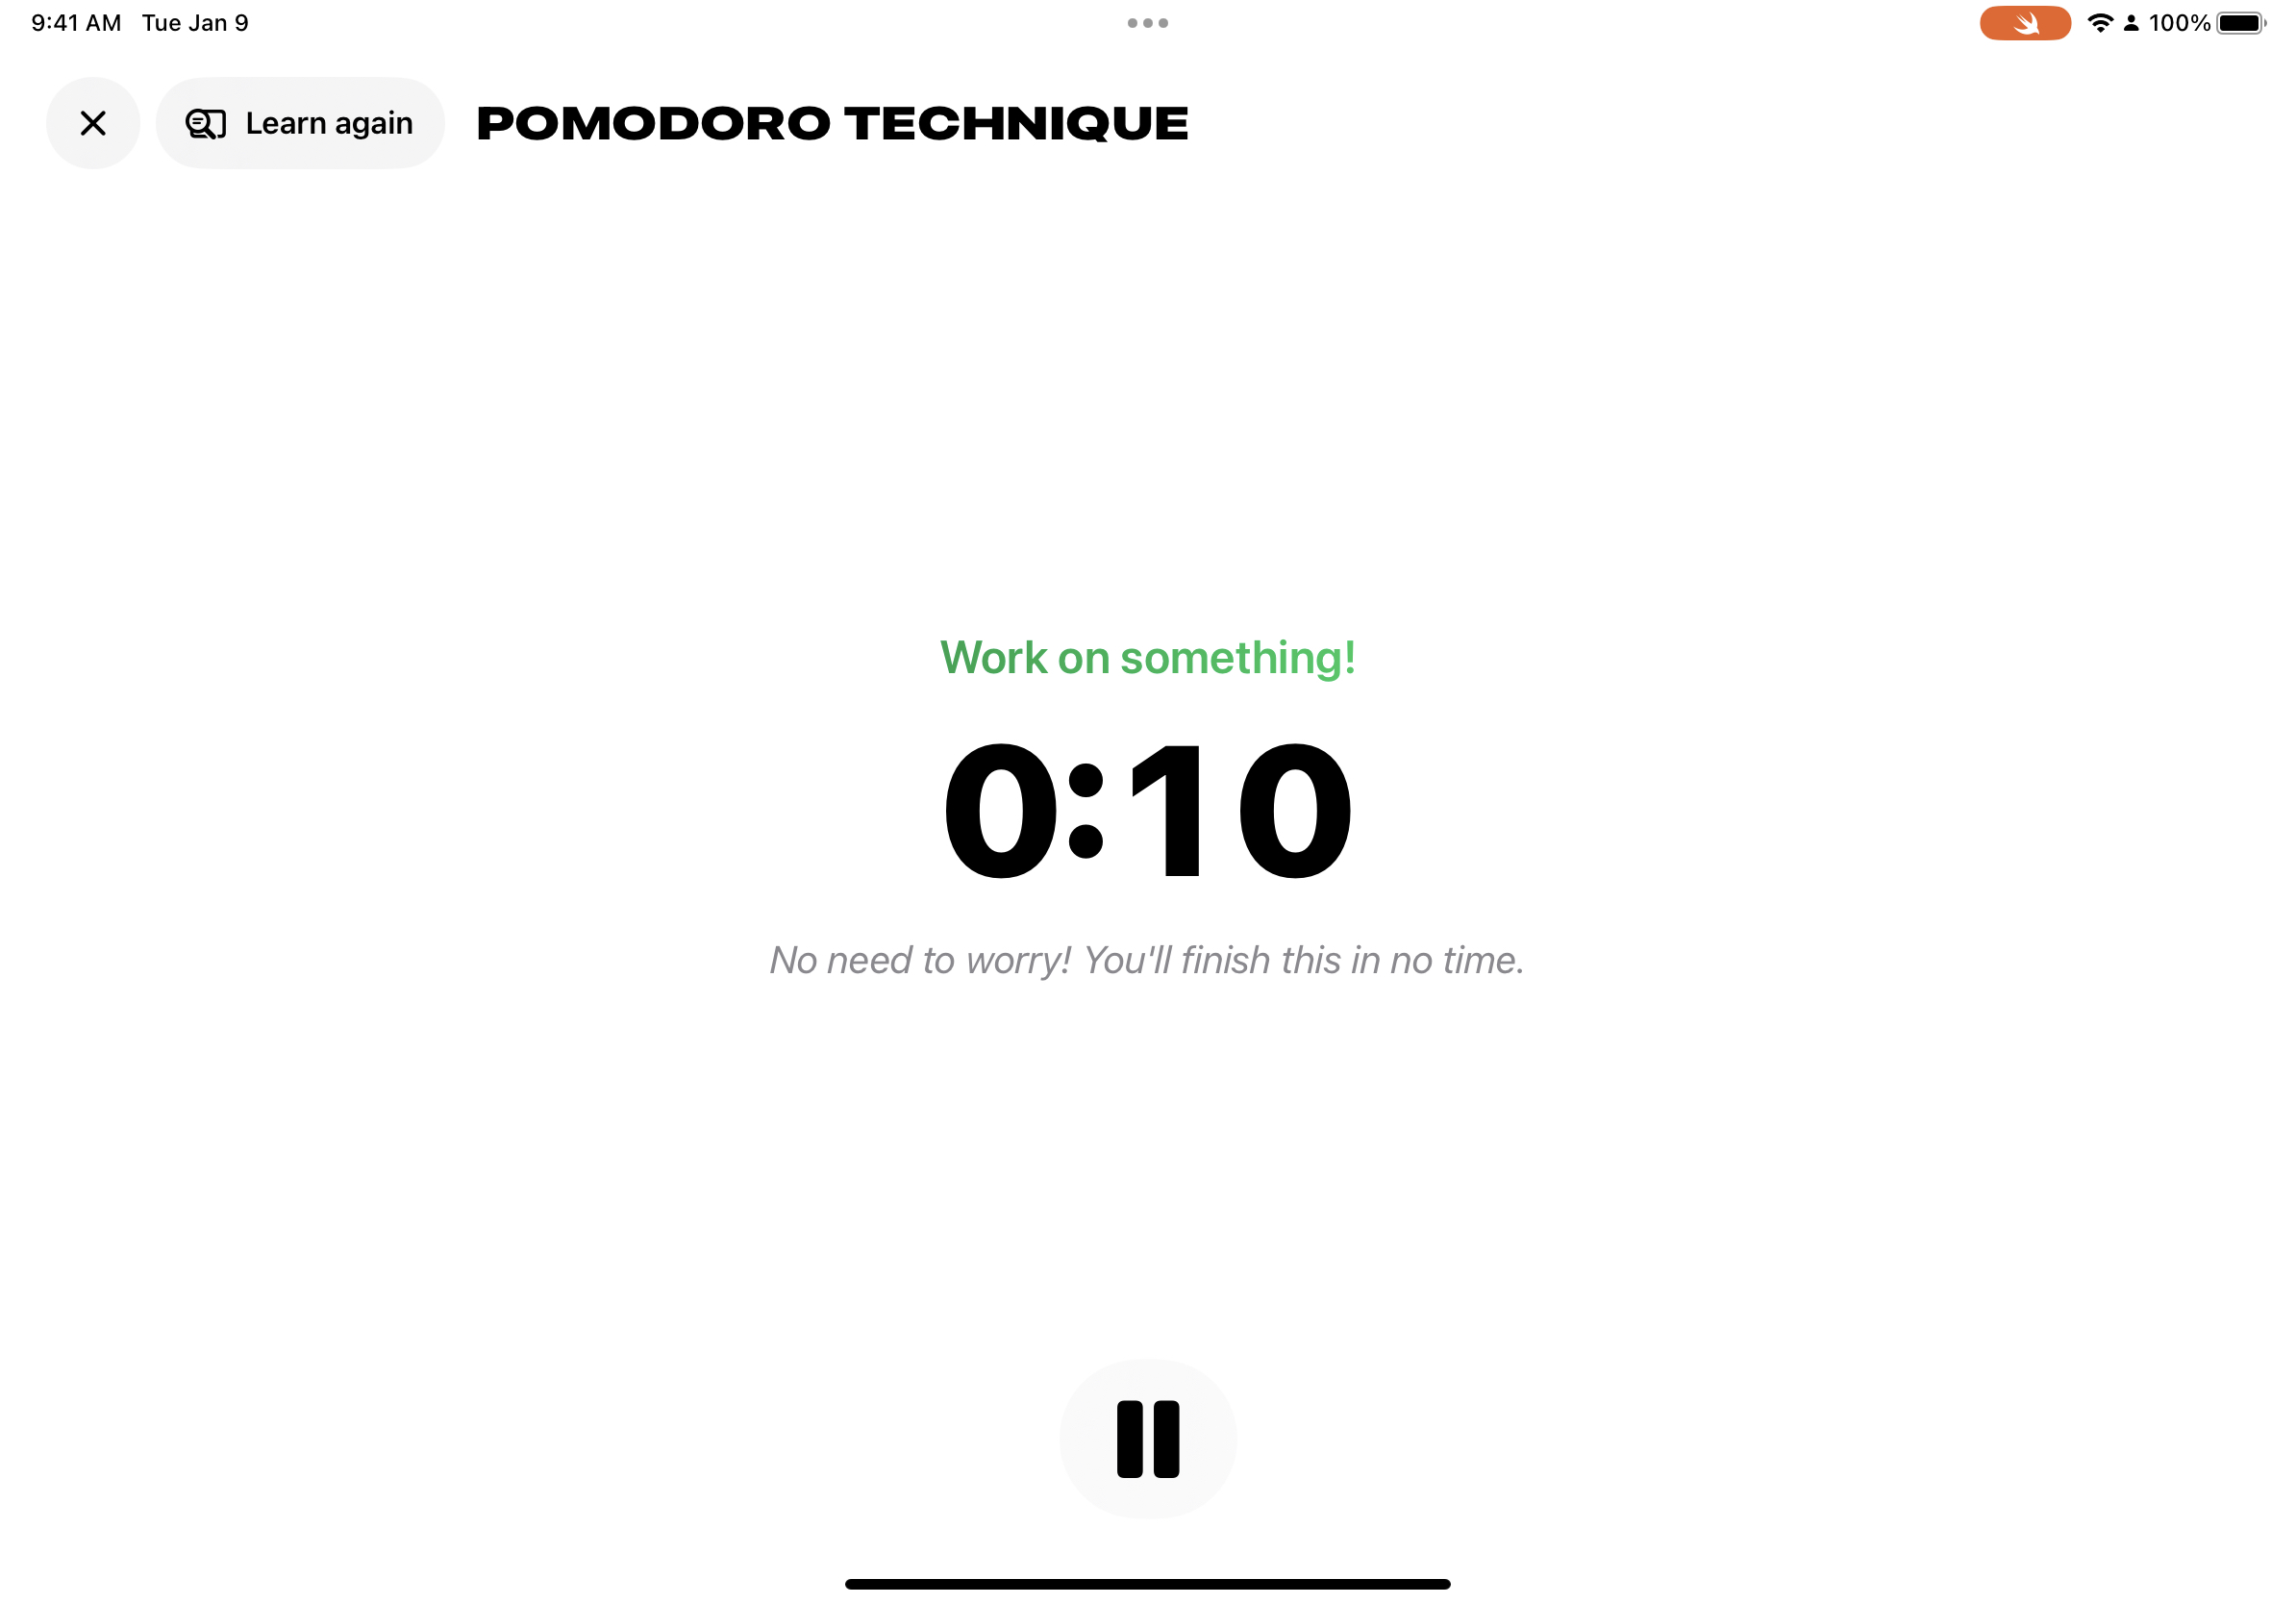 9:41 AM Tue Jan 9
100%
Learn again
POMODORO TECHNIQUE
Work on something!
0:10
No need to worry! You'll finish this in no time.